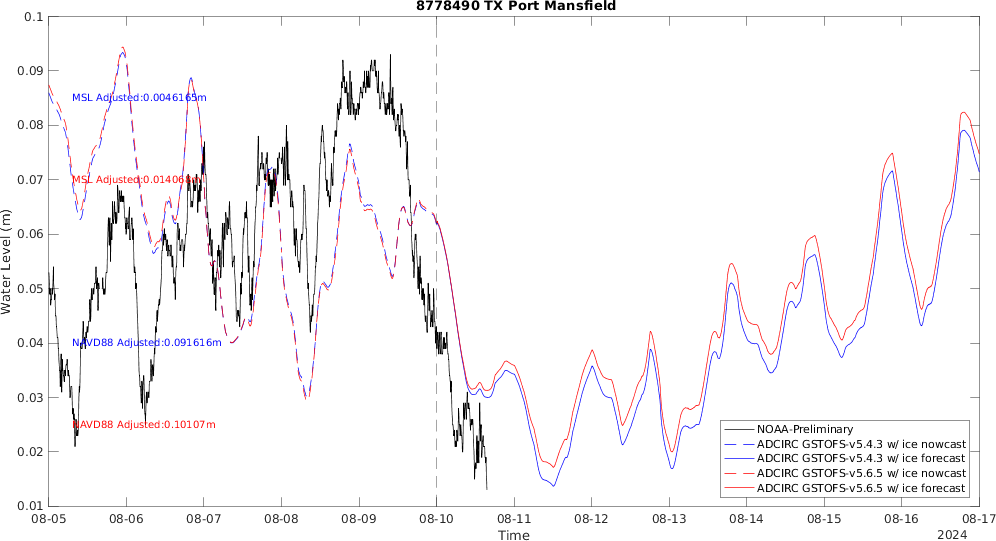 8778490 TX Port Mansfield
Water Level (m)
0.1
0.09
0.08
0.07
0.06
0.05
0.04
0.03
0.02
0.01
MSL Adjusted:0.0046165m
MSL Adjusted:0.014068m
NAVD88 Adjusted:0.091616m
NAVD88 Adjusted:0.10107m
NOAA-Preliminary
ADCIRC GSTOFS-v5.4.3 w/ ice nowcast
ADCIRC GSTOFS-v5.4.3 w/ ice forecast
ADCIRC GSTOFS-v5.6.5 w/ ice nowcast
ADCIRC GSTOFS-v5.6.5 w/ ice forecast
08-05 08-06 08-07 08-08 08-09 08-10 08-11 08-12 08-13 08-14 08-15 08-16 08-17
Time
2024